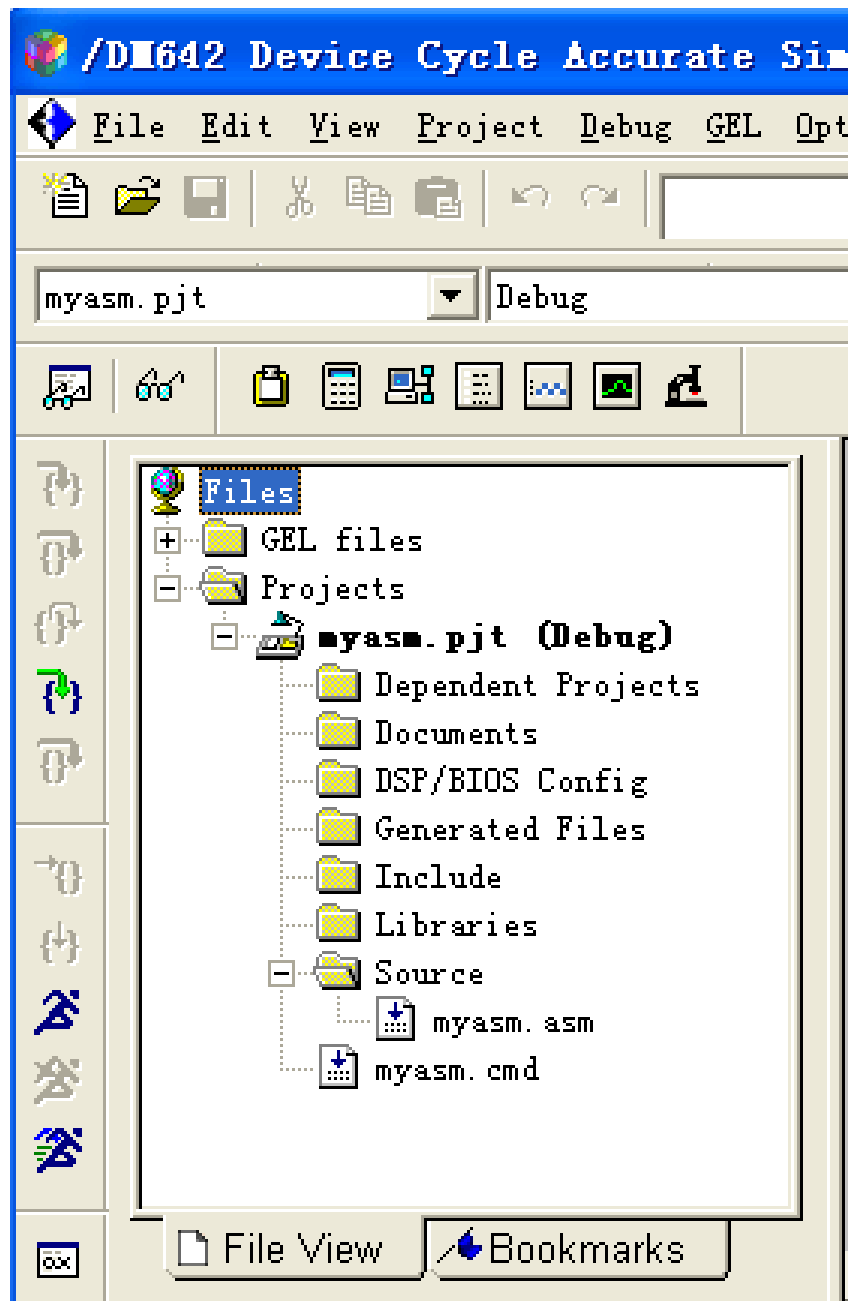 /DM642 Device Cycle Accurate Sim
File Edit View Project Debug GEL Opt
myasm.pjt Debug
Files
GEL files
Projects
myasm.pjt (Debug)
Dependent Projects
Documents
DSP/BIOS Config
Generated Files
Include
Libraries
Source
myasm.asm
myasm.cmd
File View Bookmarks